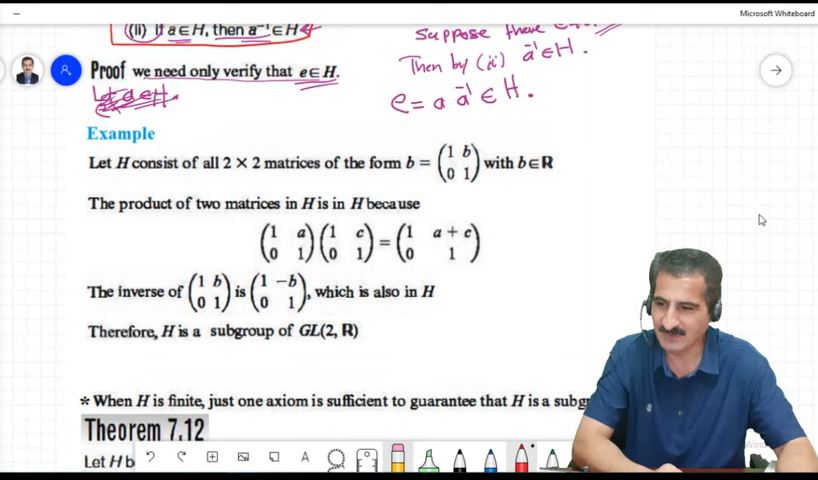 Microsoft Whiteboard
(ii) if a∈H, then a⁻¹∈H
Suppose there
Then by (ii) a⁻¹∈H.
Proof we need only verify that e∈H.
e = a a⁻¹ ∈ H.
Example
Let H consist of all 2 × 2 matrices of the form b = (1 b; 0 1) with b∈R
The product of two matrices in H is in H because
(1 a; 0 1)(1 c; 0 1) = (1 a + c; 0 1)
The inverse of (1 b; 0 1) is (1 −b; 0 1), which is also in H
Therefore, H is a subgroup of GL(2, R)
* When H is finite, just one axiom is sufficient to guarantee that H is a subg
Theorem 7.12
Let H b